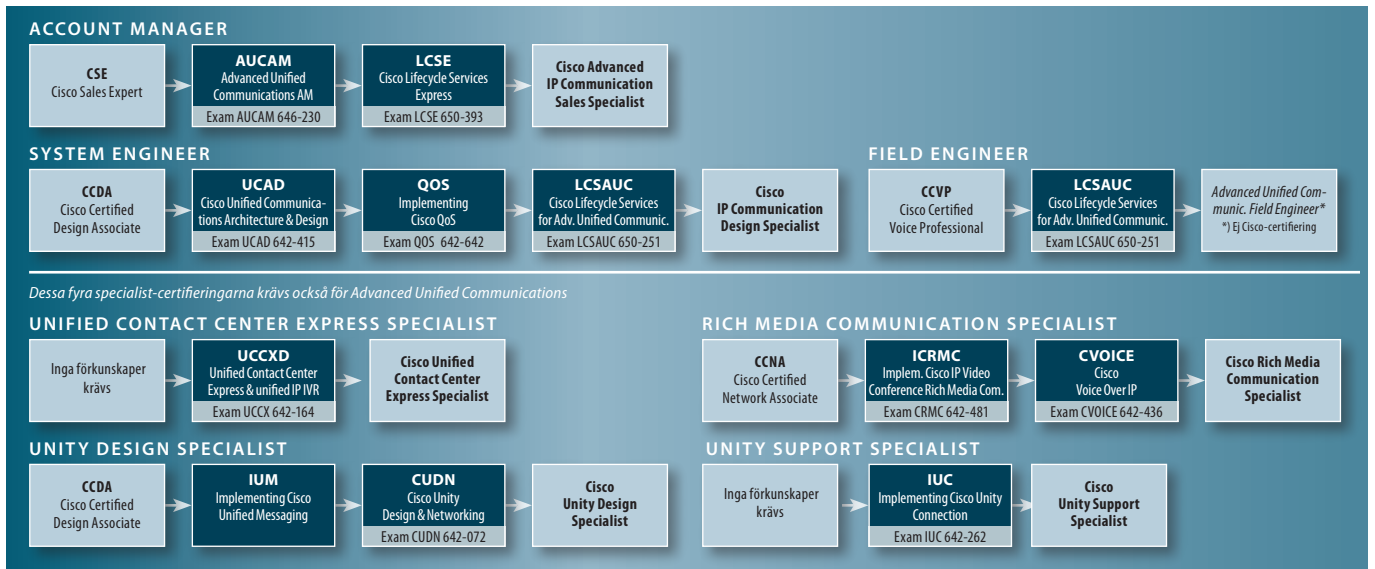 ACCOUNT MANAGER
CSE
Cisco Sales Expert
AUCAM
Advanced Unified
Communications AM
Exam AUCAM 646-230
LCSE
Cisco Lifecycle Services
Express
Exam LCSE 650-393
Cisco Advanced
IP Communication
Sales Specialist
SYSTEM ENGINEER
CCDA
Cisco Certified
Design Associate
UCAD
Cisco Unified Communica-
tions Architecture & Design
Exam UCAD 642-415
QOS
Implementing
Cisco QoS
Exam QOS 642-642
LCSAUC
Cisco Lifecycle Services
for Adv. Unified Communic.
Exam LCSAUC 650-251
Cisco
IP Communication
Design Specialist
FIELD ENGINEER
CCVP
Cisco Certified
Voice Professional
LCSAUC
Cisco Lifecycle Services
for Adv. Unified Communic.
Exam LCSAUC 650-251
Advanced Unified Com-
munic. Field Engineer*
*) Ej Cisco-certifiering
Dessa fyra specialist-certifieringarna krävs också för Advanced Unified Communications
UNIFIED CONTACT CENTER EXPRESS SPECIALIST
Inga förkunskaper
krävs
UCCXD
Unified Contact Center
Express & unified IP IVR
Exam UCCX 642-164
Cisco Unified
Contact Center
Express Specialist
RICH MEDIA COMMUNICATION SPECIALIST
CCNA
Cisco Certified
Network Associate
ICRMC
Implem. Cisco IP Video
Conference Rich Media Com.
Exam CRMC 642-481
CVOICE
Cisco
Voice Over IP
Exam CVOICE 642-436
Cisco Rich Media
Communication
Specialist
UNITY DESIGN SPECIALIST
CCDA
Cisco Certified
Design Associate
IUM
Implementing Cisco
Unified Messaging
CUDN
Cisco Unity
Design & Networking
Exam CUDN 642-072
Cisco
Unity Design
Specialist
UNITY SUPPORT SPECIALIST
Inga förkunskaper
krävs
IUC
Implementing Cisco Unity
Connection
Exam IUC 642-262
Cisco
Unity Support
Specialist